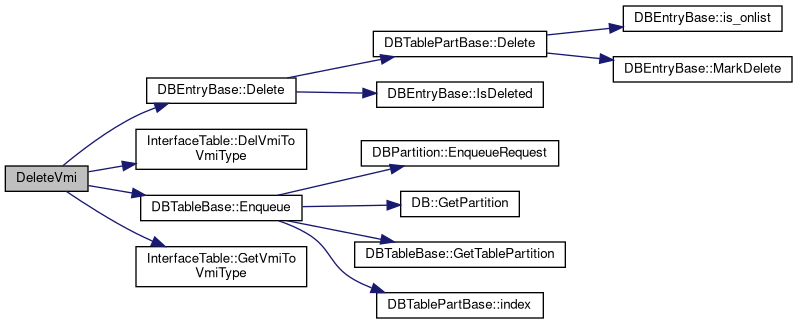 DeleteVmi
DBEntryBase::Delete
InterfaceTable::DelVmiTo
VmiType
DBTableBase::Enqueue
InterfaceTable::GetVmiTo
VmiType
DBTablePartBase::Delete
DBEntryBase::IsDeleted
DBPartition::EnqueueRequest
DB::GetPartition
DBTableBase::GetTablePartition
DBTablePartBase::index
DBEntryBase::is_onlist
DBEntryBase::MarkDelete